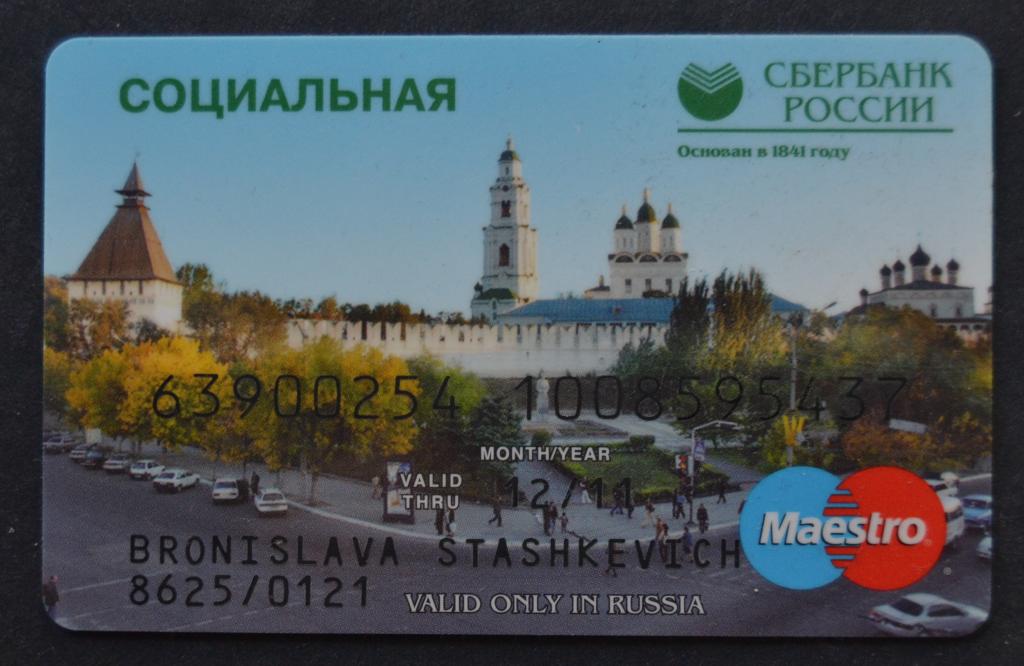 СОЦИАЛЬНАЯ
СБЕРБАНК
РОССИИ
Основан в 1841 году
63900254 1008595437
MONTH/YEAR
VALID
THRU
12/11
BRONISLAVA STASHKEVICH
8625/0121
VALID ONLY IN RUSSIA
Maestro